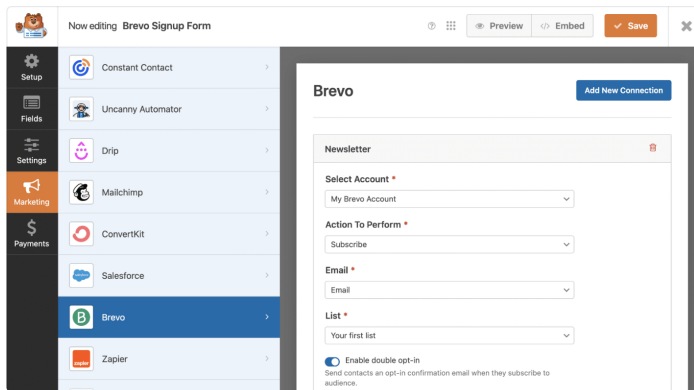 Now editing Brevo Signup Form
Preview
</> Embed
Save
Setup
Fields
Settings
Marketing
Payments
Constant Contact
Uncanny Automator
Drip
Mailchimp
ConvertKit
Salesforce
Brevo
Zapier
Brevo
Add New Connection
Newsletter
Select Account *
My Brevo Account
Action To Perform *
Subscribe
Email *
Email
List *
Your first list
Enable double opt-in
Send contacts an opt-in confirmation email when they subscribe to
audience.